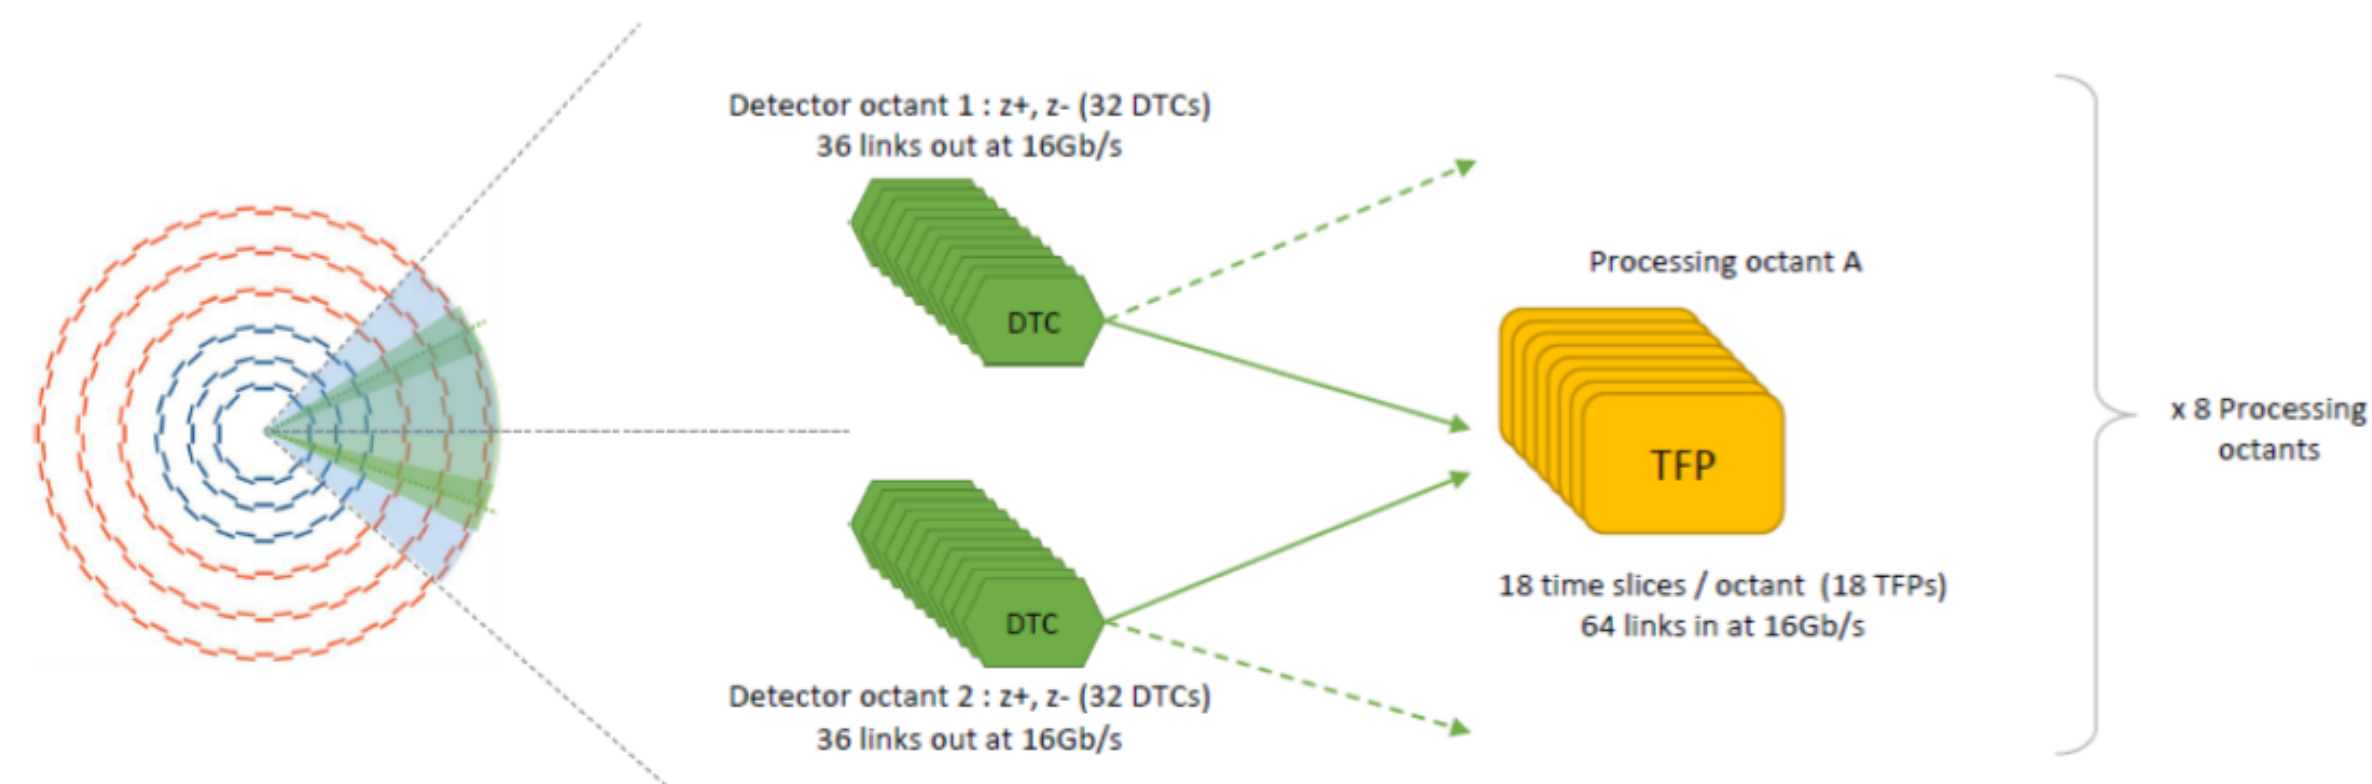 Detector octant 1 : z+, z- (32 DTCs)
36 links out at 16Gb/s
DTC
Processing octant A
TFP
x 8 Processing
octants
18 time slices / octant (18 TFPs)
64 links in at 16Gb/s
DTC
Detector octant 2 : z+, z- (32 DTCs)
36 links out at 16Gb/s